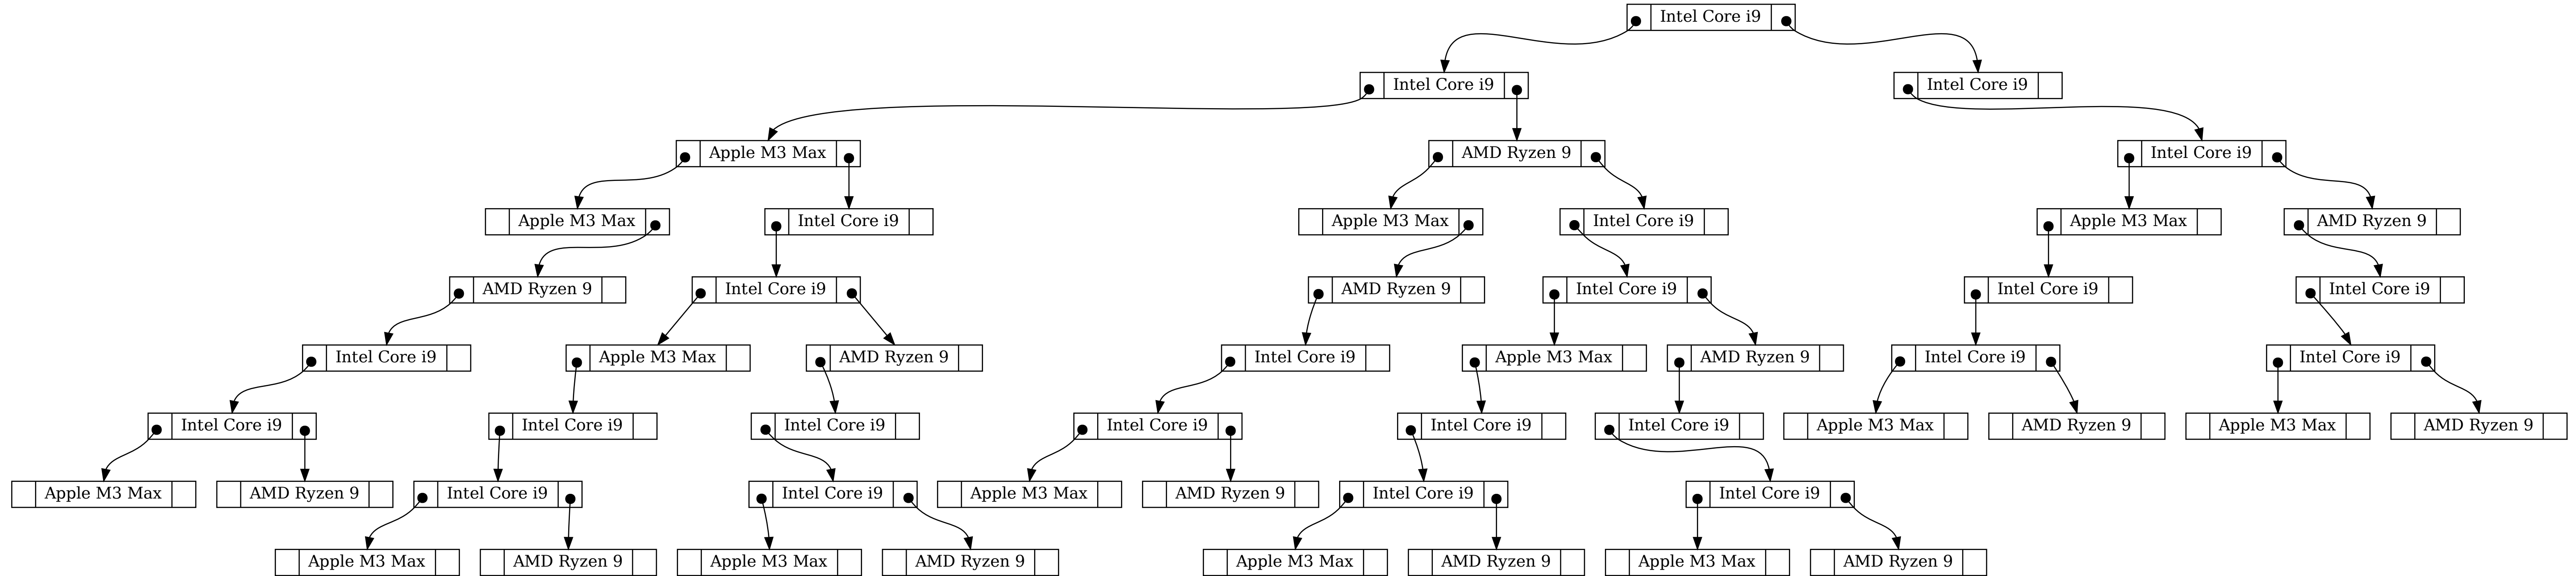 Intel Core i9
Intel Core i9 Intel Core i9
Apple M3 Max AMD Ryzen 9 Intel Core i9
Apple M3 Max Intel Core i9 Apple M3 Max Intel Core i9 Apple M3 Max AMD Ryzen 9
AMD Ryzen 9 Intel Core i9 AMD Ryzen 9 Intel Core i9 Intel Core i9 Intel Core i9
Intel Core i9 Apple M3 Max AMD Ryzen 9 Intel Core i9 Apple M3 Max AMD Ryzen 9 Intel Core i9 Intel Core i9
Intel Core i9 Intel Core i9 Intel Core i9 Intel Core i9 Intel Core i9 Intel Core i9 Apple M3 Max AMD Ryzen 9 Apple M3 Max AMD Ryzen 9
Apple M3 Max AMD Ryzen 9 Intel Core i9 Intel Core i9 Apple M3 Max AMD Ryzen 9 Intel Core i9 Intel Core i9
Apple M3 Max AMD Ryzen 9 Apple M3 Max AMD Ryzen 9 Apple M3 Max AMD Ryzen 9 Apple M3 Max AMD Ryzen 9